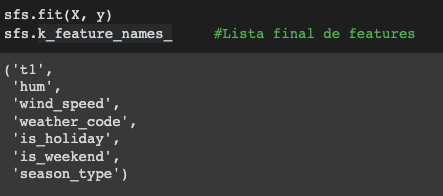 sfs.fit(X, y)
sfs.k_feature_names_ #Lista final de features
('t1',
'hum',
'wind_speed',
'weather_code',
'is_holiday',
'is_weekend',
'season_type')